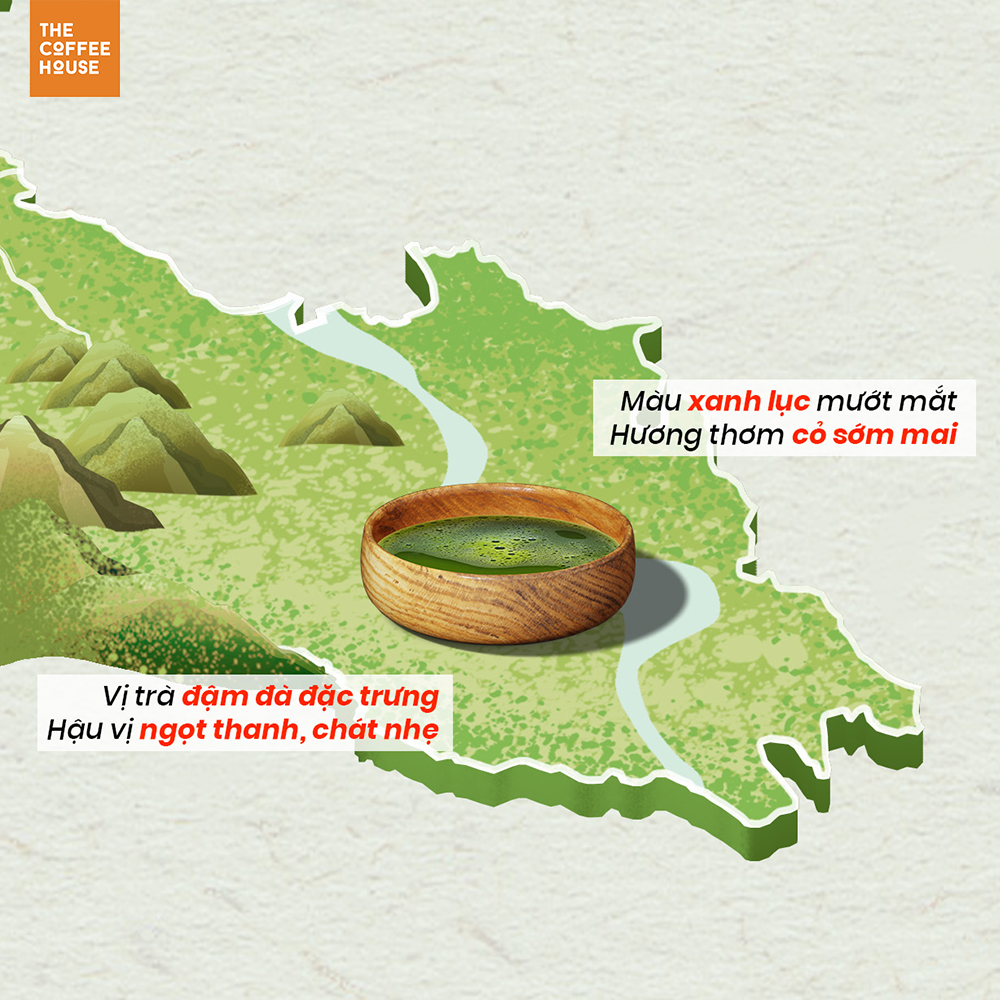 THE
COFFEE
HOUSE
Màu xanh lục mướt mắt
Hương thơm cỏ sớm mai
Vị trà đậm đà đặc trưng
Hậu vị ngọt thanh, chát nhẹ